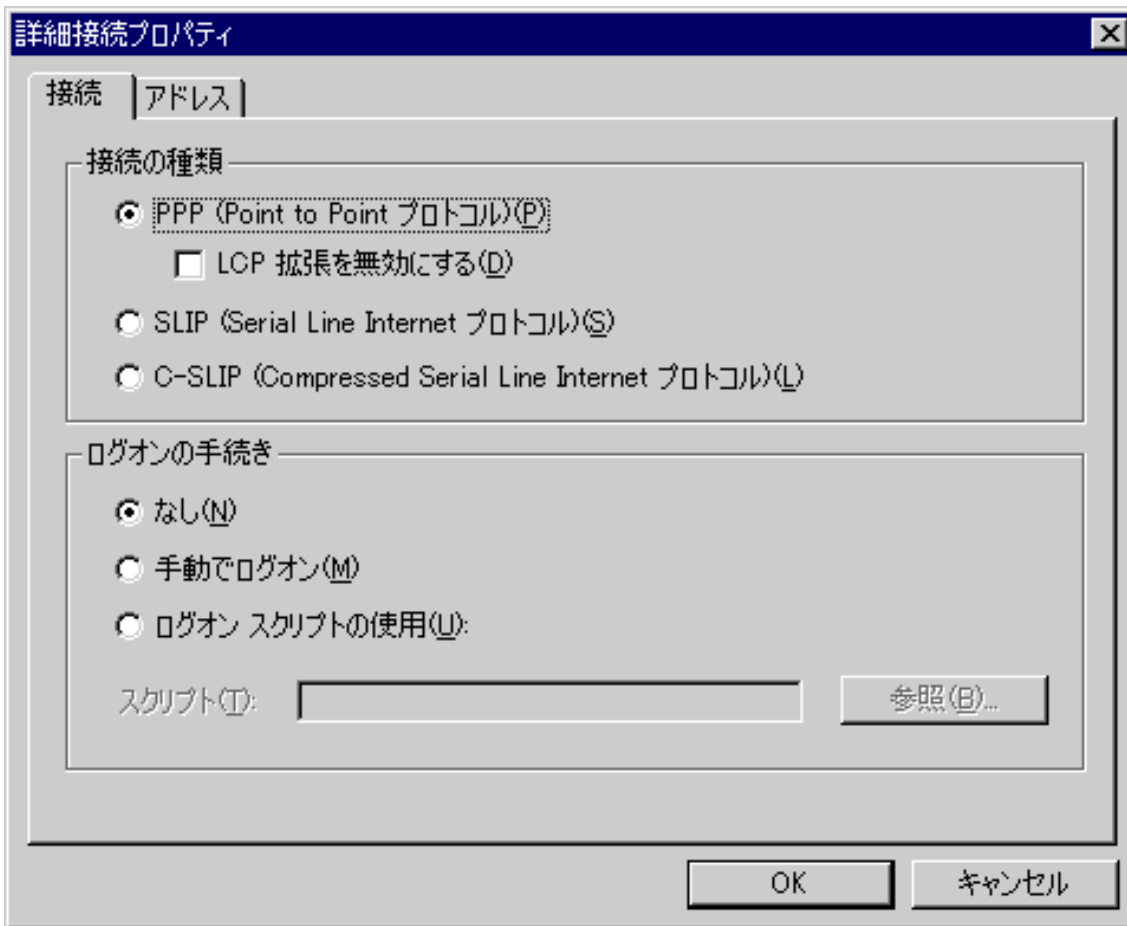 詳細接続プロパティ
接続 アドレス
接続の種類
PPP (Point to Point プロトコル)(P)
LCP 拡張を無効にする(D)
SLIP (Serial Line Internet プロトコル)(S)
C-SLIP (Compressed Serial Line Internet プロトコル)(L)
ログオンの手続き
なし(N)
手動でログオン(M)
ログオン スクリプトの使用(U):
スクリプト(T): 参照(B)...
OK キャンセル